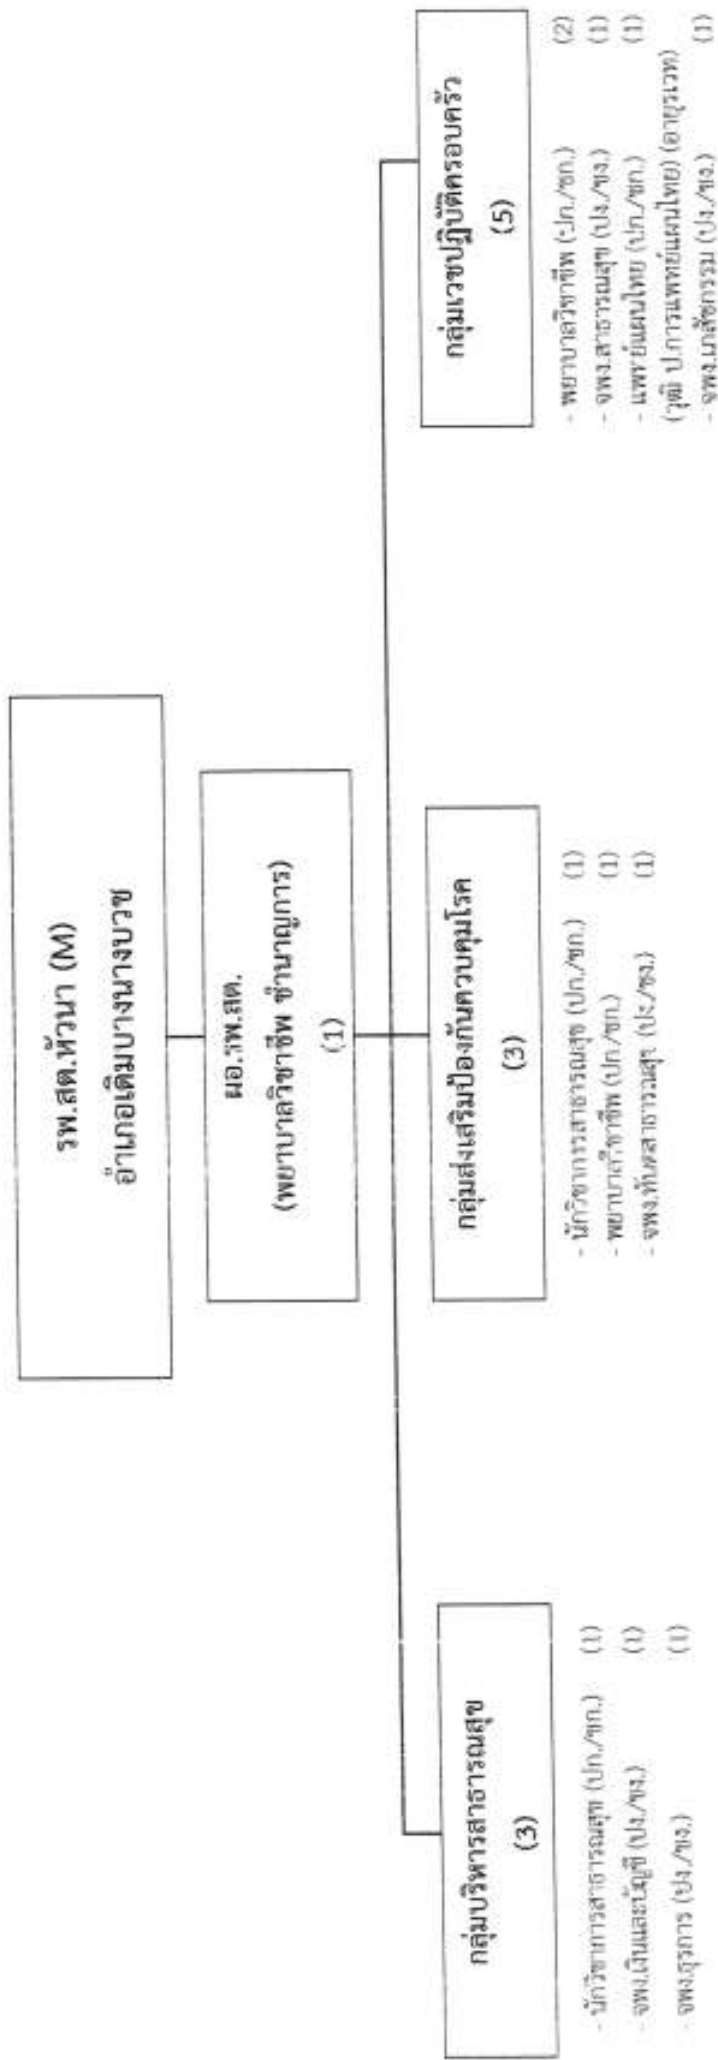 รพ.สต.หัวนา (M)
อำเภอเดิมบางนางบวช
ผอ.รพ.สต.
(พยาบาลวิชาชีพ ชำนาญการ)
(1)
กลุ่มบริหารสาธารณสุข
(3)
- นักวิชาการสาธารณสุข (ปก./ชก.) (1)
- จพง.เงินและบัญชี (ปง./ชง.) (1)
- จพง.ธุรการ (ปง./ชง.) (1)
กลุ่มส่งเสริมป้องกันควบคุมโรค
(3)
- นักวิชาการสาธารณสุข (ปก./ชก.) (1)
- พยาบาลวิชาชีพ (ปก./ชก.) (1)
- จพง.ทันตสาธารณสุข (ปง./ชง.) (1)
กลุ่มเวชปฏิบัติครอบครัว
(5)
- พยาบาลวิชาชีพ (ปก./ชก.) (2)
- จพง.สาธารณสุข (ปง./ชง.) (1)
- แพทย์แผนไทย (ปก./ชก.) (1)
(วุฒิ ป.การแพทย์แผนไทย) (อายุรเวท)
- จพง.เภสัชกรรม (ปง./ชง.) (1)